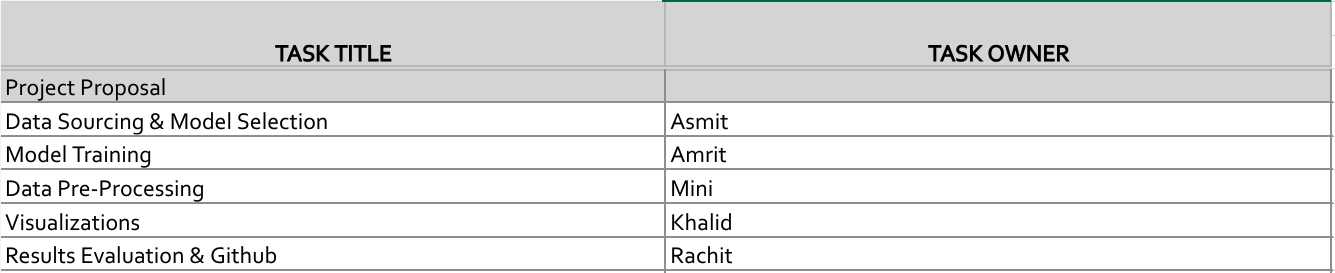 TASK TITLE TASK OWNER
Project Proposal
Data Sourcing & Model Selection Asmit
Model Training Amrit
Data Pre-Processing Mini
Visualizations Khalid
Results Evaluation & Github Rachit